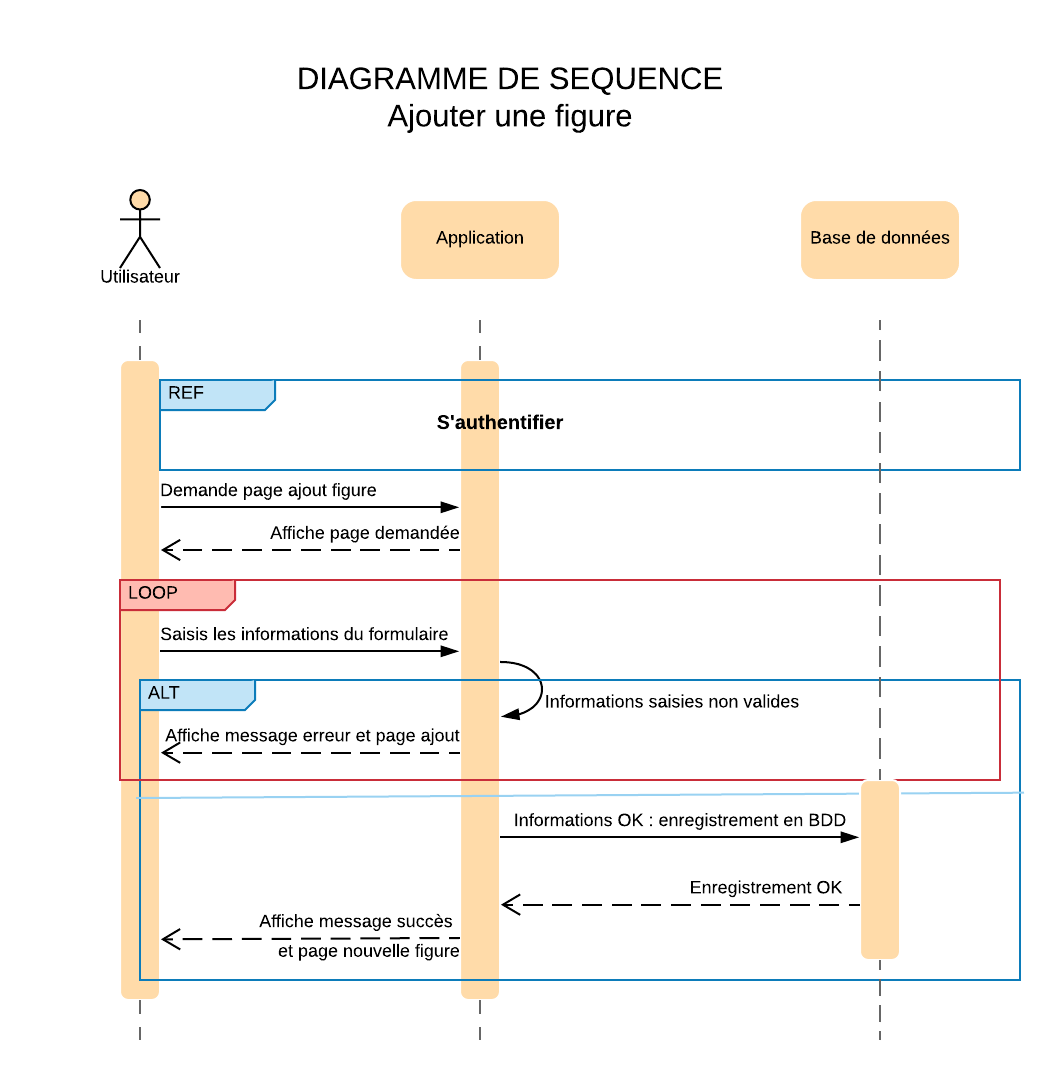 DIAGRAMME DE SEQUENCE
Ajouter une figure
Utilisateur
Application
Base de données
REF
S'authentifier
Demande page ajout figure
Affiche page demandée
LOOP
Saisis les informations du formulaire
ALT
Informations saisies non valides
Affiche message erreur et page ajout
Informations OK : enregistrement en BDD
Enregistrement OK
Affiche message succès
et page nouvelle figure